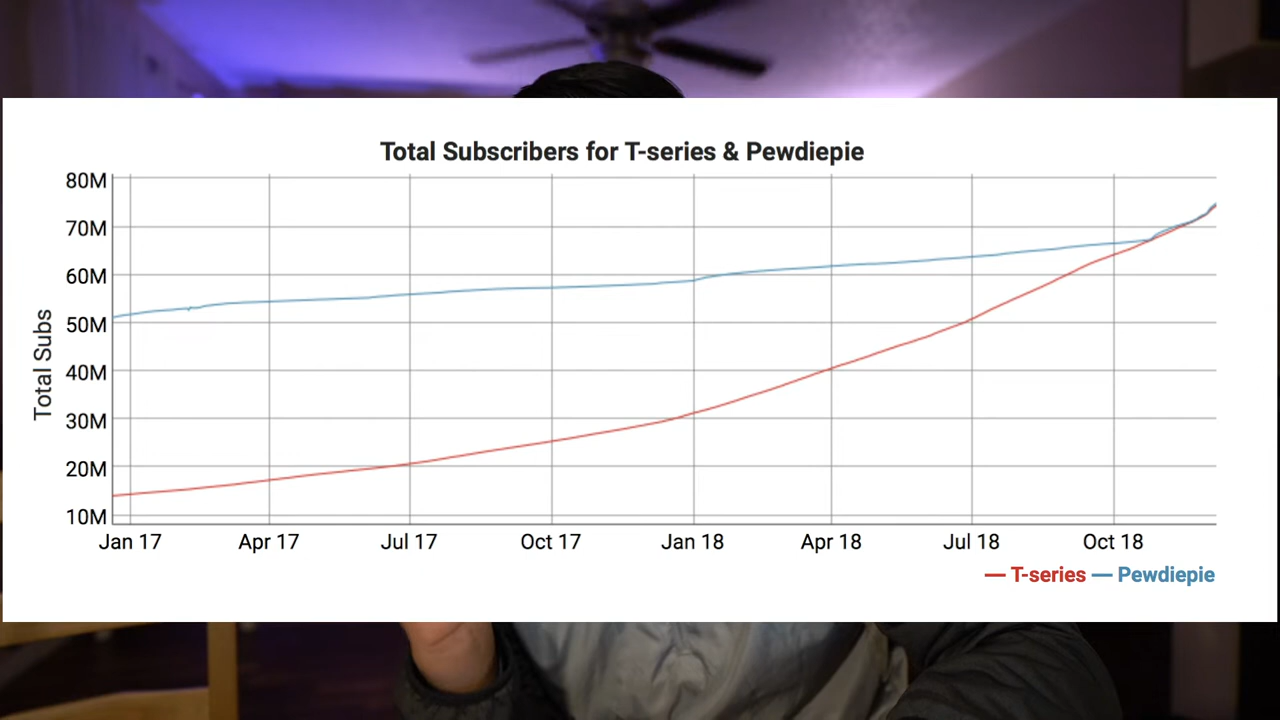 Total Subscribers for T-series & Pewdiepie
80M
70M
60M
50M
40M
30M
20M
10M
Total Subs
Jan 17 Apr 17 Jul 17 Oct 17 Jan 18 Apr 18 Jul 18 Oct 18
T-series Pewdiepie